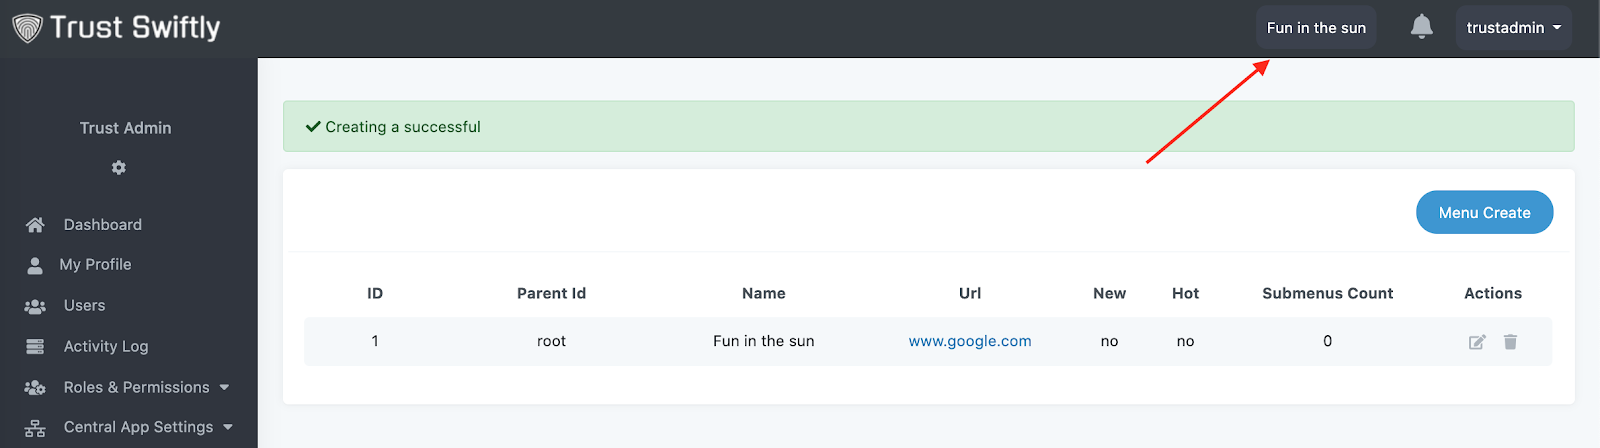 Trust Swiftly
Fun in the sun
trustadmin
Trust Admin
Dashboard
My Profile
Users
Activity Log
Roles & Permissions
Central App Settings
Creating a successful
Menu Create
ID Parent Id Name Url New Hot Submenus Count Actions
1 root Fun in the sun www.google.com no no 0